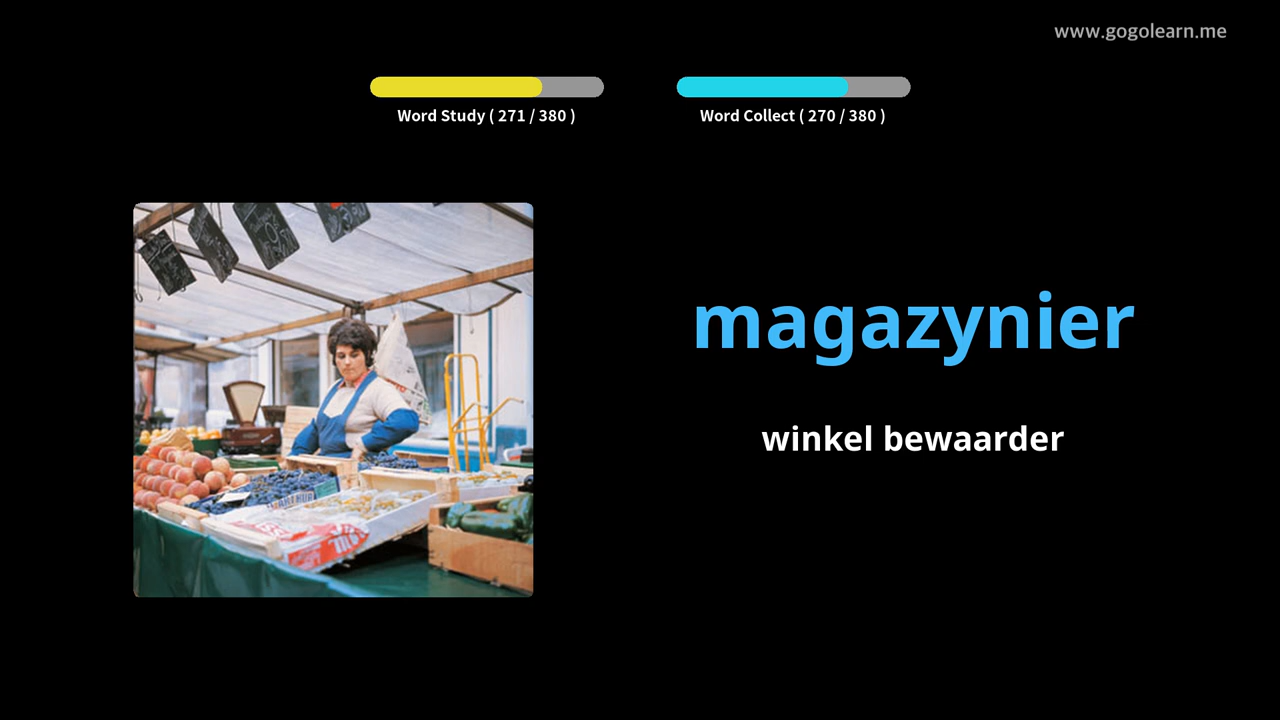 www.gogolearn.me
Word Study ( 271 / 380 )
Word Collect ( 270 / 380 )
magazynier
winkel bewaarder